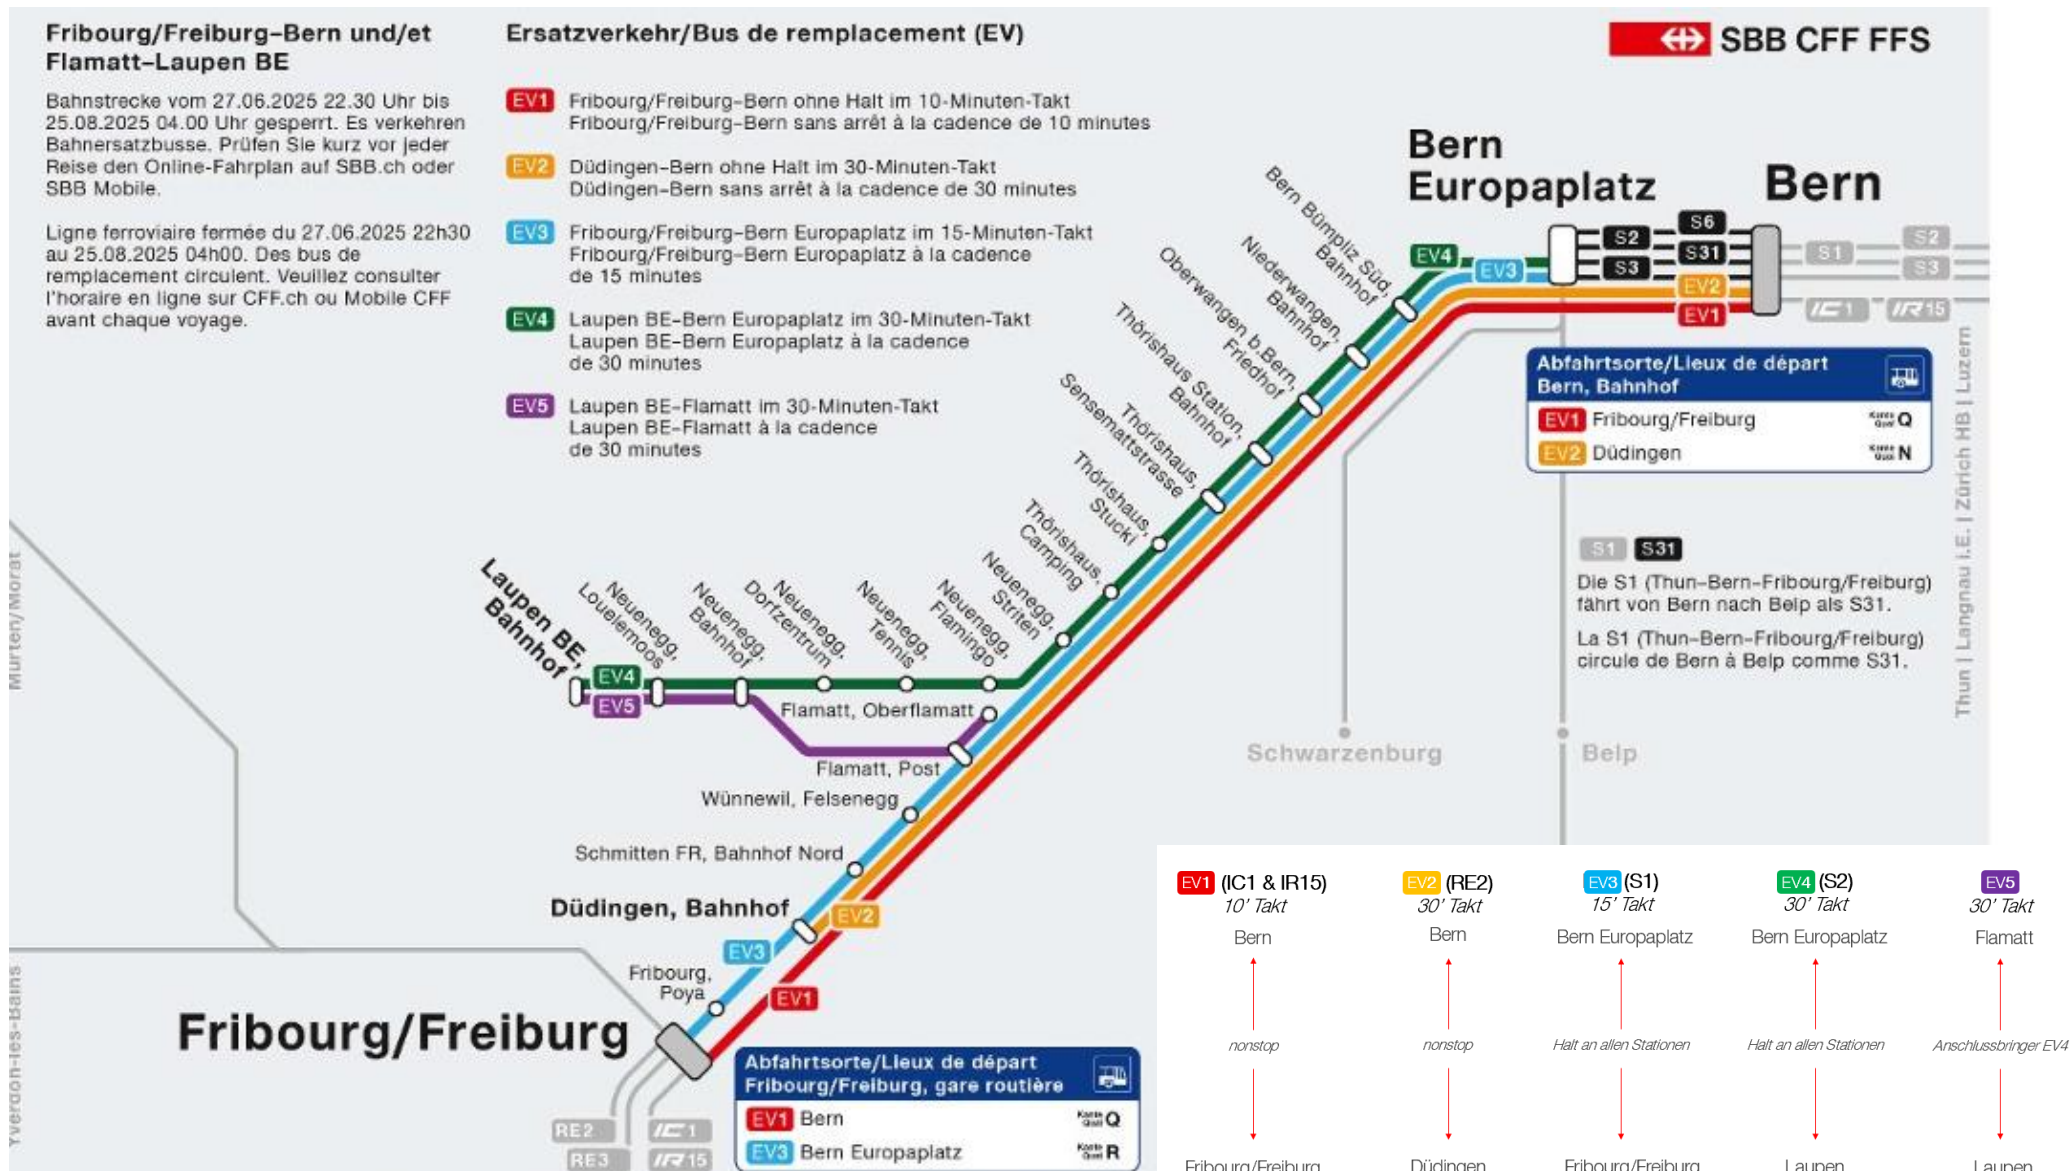 Fribourg/Freiburg–Bern und/et
Flamatt–Laupen BE
Bahnstrecke vom 27.06.2025 22.30 Uhr bis
25.08.2025 04.00 Uhr gesperrt. Es verkehren
Bahnersatzbusse. Prüfen Sie kurz vor jeder
Reise den Online-Fahrplan auf SBB.ch oder
SBB Mobile.
Ligne ferroviaire fermée du 27.06.2025 22h30
au 25.08.2025 04h00. Des bus de
remplacement circulent. Veuillez consulter
l'horaire en ligne sur CFF.ch ou Mobile CFF
avant chaque voyage.
Ersatzverkehr/Bus de remplacement (EV)
EV1 Fribourg/Freiburg–Bern ohne Halt im 10-Minuten-Takt
Fribourg/Freiburg–Bern sans arrêt à la cadence de 10 minutes
EV2 Düdingen–Bern ohne Halt im 30-Minuten-Takt
Düdingen–Bern sans arrêt à la cadence de 30 minutes
EV3 Fribourg/Freiburg–Bern Europaplatz im 15-Minuten-Takt
Fribourg/Freiburg–Bern Europaplatz à la cadence
de 15 minutes
EV4 Laupen BE–Bern Europaplatz im 30-Minuten-Takt
Laupen BE–Bern Europaplatz à la cadence
de 30 minutes
EV5 Laupen BE–Flamatt im 30-Minuten-Takt
Laupen BE–Flamatt à la cadence
de 30 minutes
SBB CFF FFS
Bern
Europaplatz
Bern
S6
S2
S31
S3
EV2
EV1
S1
S2
S3
IC1
IR15
EV4
EV3
Bern Bümpliz Süd,
Bahnhof
Niederwangen,
Bahnhof
Oberwangen b.Bern,
Friedhof
Thörishaus Station,
Bahnhof
Thörishaus,
Sensemattstrasse
Thörishaus,
Stucki
Thörishaus,
Camping
Neuenegg,
Striten
Neuenegg,
Flamingo
Neuenegg,
Tennis
Neuenegg,
Dorfzentrum
Neuenegg,
Bahnhof
Neuenegg,
Louelemoos
Laupen BE,
Bahnhof
EV4
EV5
Flamatt, Oberflamatt
Flamatt, Post
Wünnewil, Felsenegg
Schmitten FR, Bahnhof Nord
Düdingen, Bahnhof
EV2
EV3
Fribourg,
Poya
EV1
Fribourg/Freiburg
RE2
IC1
RE3
IR15
Murten/Morat
Yverdon-les-Bains
Abfahrtsorte/Lieux de départ
Bern, Bahnhof
EV1 Fribourg/Freiburg Kante Quai Q
EV2 Düdingen Kante Quai N
S1 S31
Die S1 (Thun–Bern–Fribourg/Freiburg)
fährt von Bern nach Belp als S31.
La S1 (Thun–Bern–Fribourg/Freiburg)
circule de Bern à Belp comme S31.
Thun | Langnau i.E. | Zürich HB | Luzern
Schwarzenburg
Belp
Abfahrtsorte/Lieux de départ
Fribourg/Freiburg, gare routière
EV1 Bern Kante Quai Q
EV3 Bern Europaplatz Kante Quai R
EV1 (IC1 & IR15)
10' Takt
Bern
nonstop
Fribourg/Freiburg
EV2 (RE2)
30' Takt
Bern
nonstop
Düdingen
EV3 (S1)
15' Takt
Bern Europaplatz
Halt an allen Stationen
Fribourg/Freiburg
EV4 (S2)
30' Takt
Bern Europaplatz
Halt an allen Stationen
Laupen
EV5
30' Takt
Flamatt
Anschlussbringer EV4
Laupen